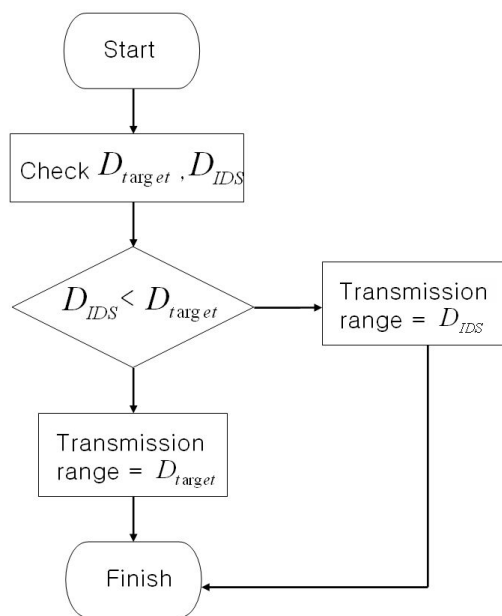 Start
Check D_target , D_IDS
D_IDS < D_target
Transmission
range = D_IDS
Transmission
range = D_target
Finish